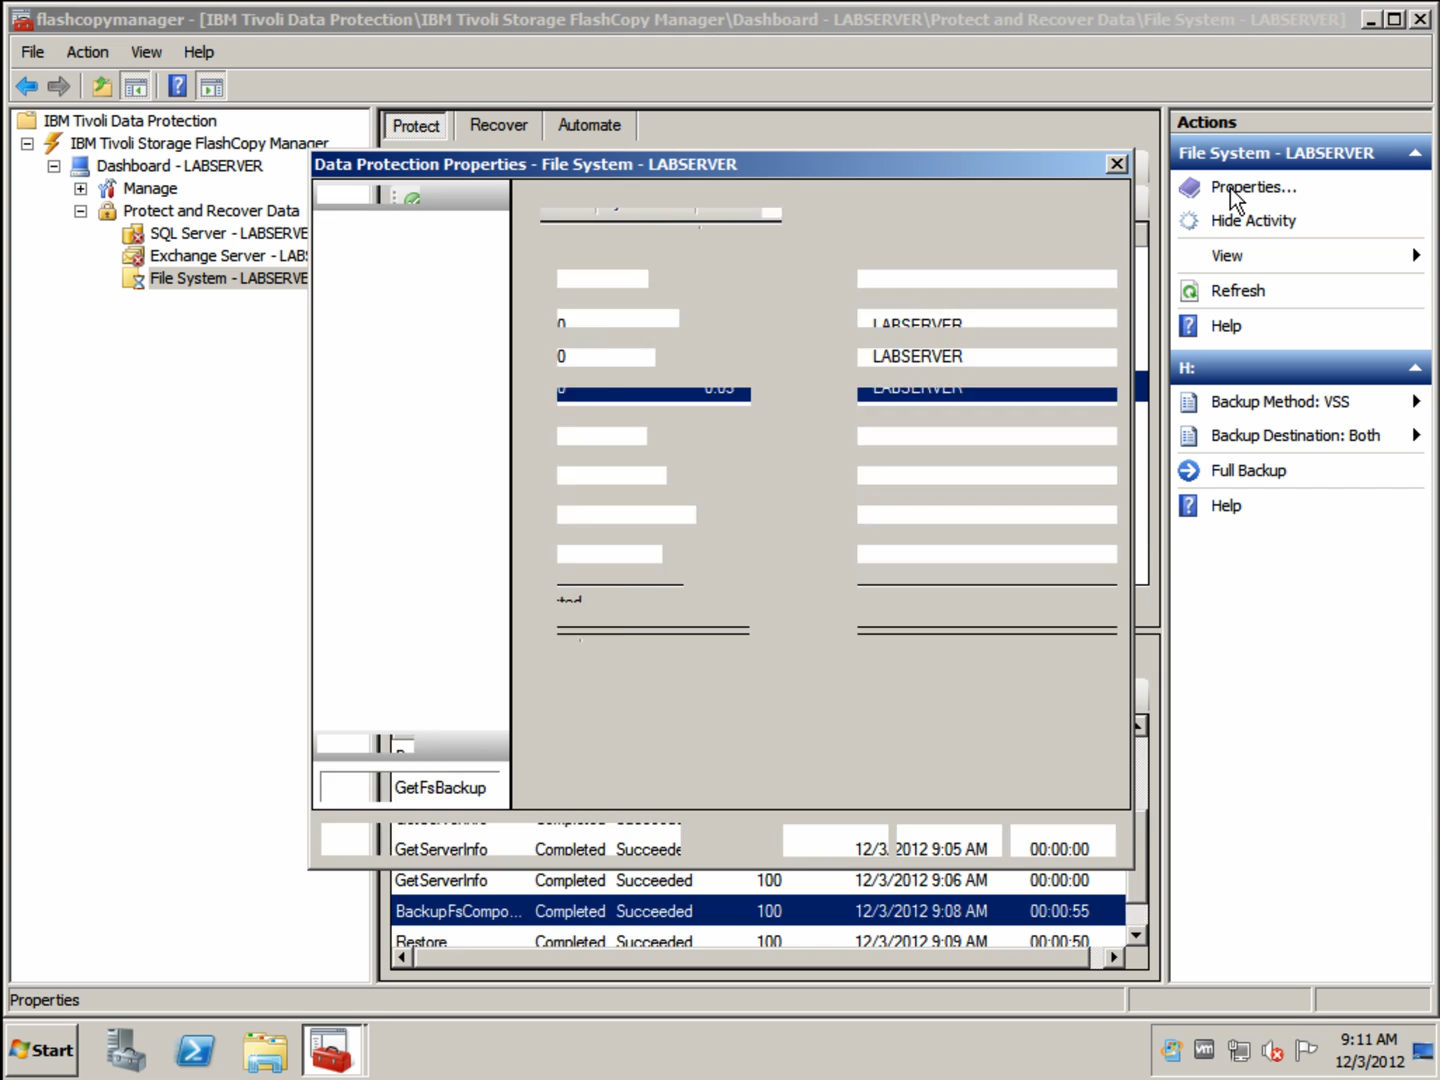 flashcopymanager - [IBM Tivoli Data Protection\IBM Tivoli Storage FlashCopy Manager\Dashboard - LABSERVER\Protect and Recover Data\File System - LABSERVER]
File Action View Help
IBM Tivoli Data Protection
IBM Tivoli Storage FlashCopy Manager
Dashboard - LABSERVER
Manage
Protect and Recover Data
SQL Server - LABSERVE
Exchange Server - LAB
File System - LABSERVE
Protect Recover Automate
Data Protection Properties - File System - LABSERVER
0 LABSERVER
0 LABSERVER
0 0.03 LABSERVER
GetFsBackup
GetServerInfo Completed Succeede 12/3/2012 9:05 AM 00:00:00
GetServerInfo Completed Succeeded 100 12/3/2012 9:06 AM 00:00:00
BackupFsCompo... Completed Succeeded 100 12/3/2012 9:08 AM 00:00:55
Restore Completed Succeeded 100 12/3/2012 9:09 AM 00:00:50
Actions
File System - LABSERVER
Properties...
Hide Activity
View
Refresh
Help
H:
Backup Method: VSS
Backup Destination: Both
Full Backup
Help
Properties
Start
9:11 AM
12/3/2012